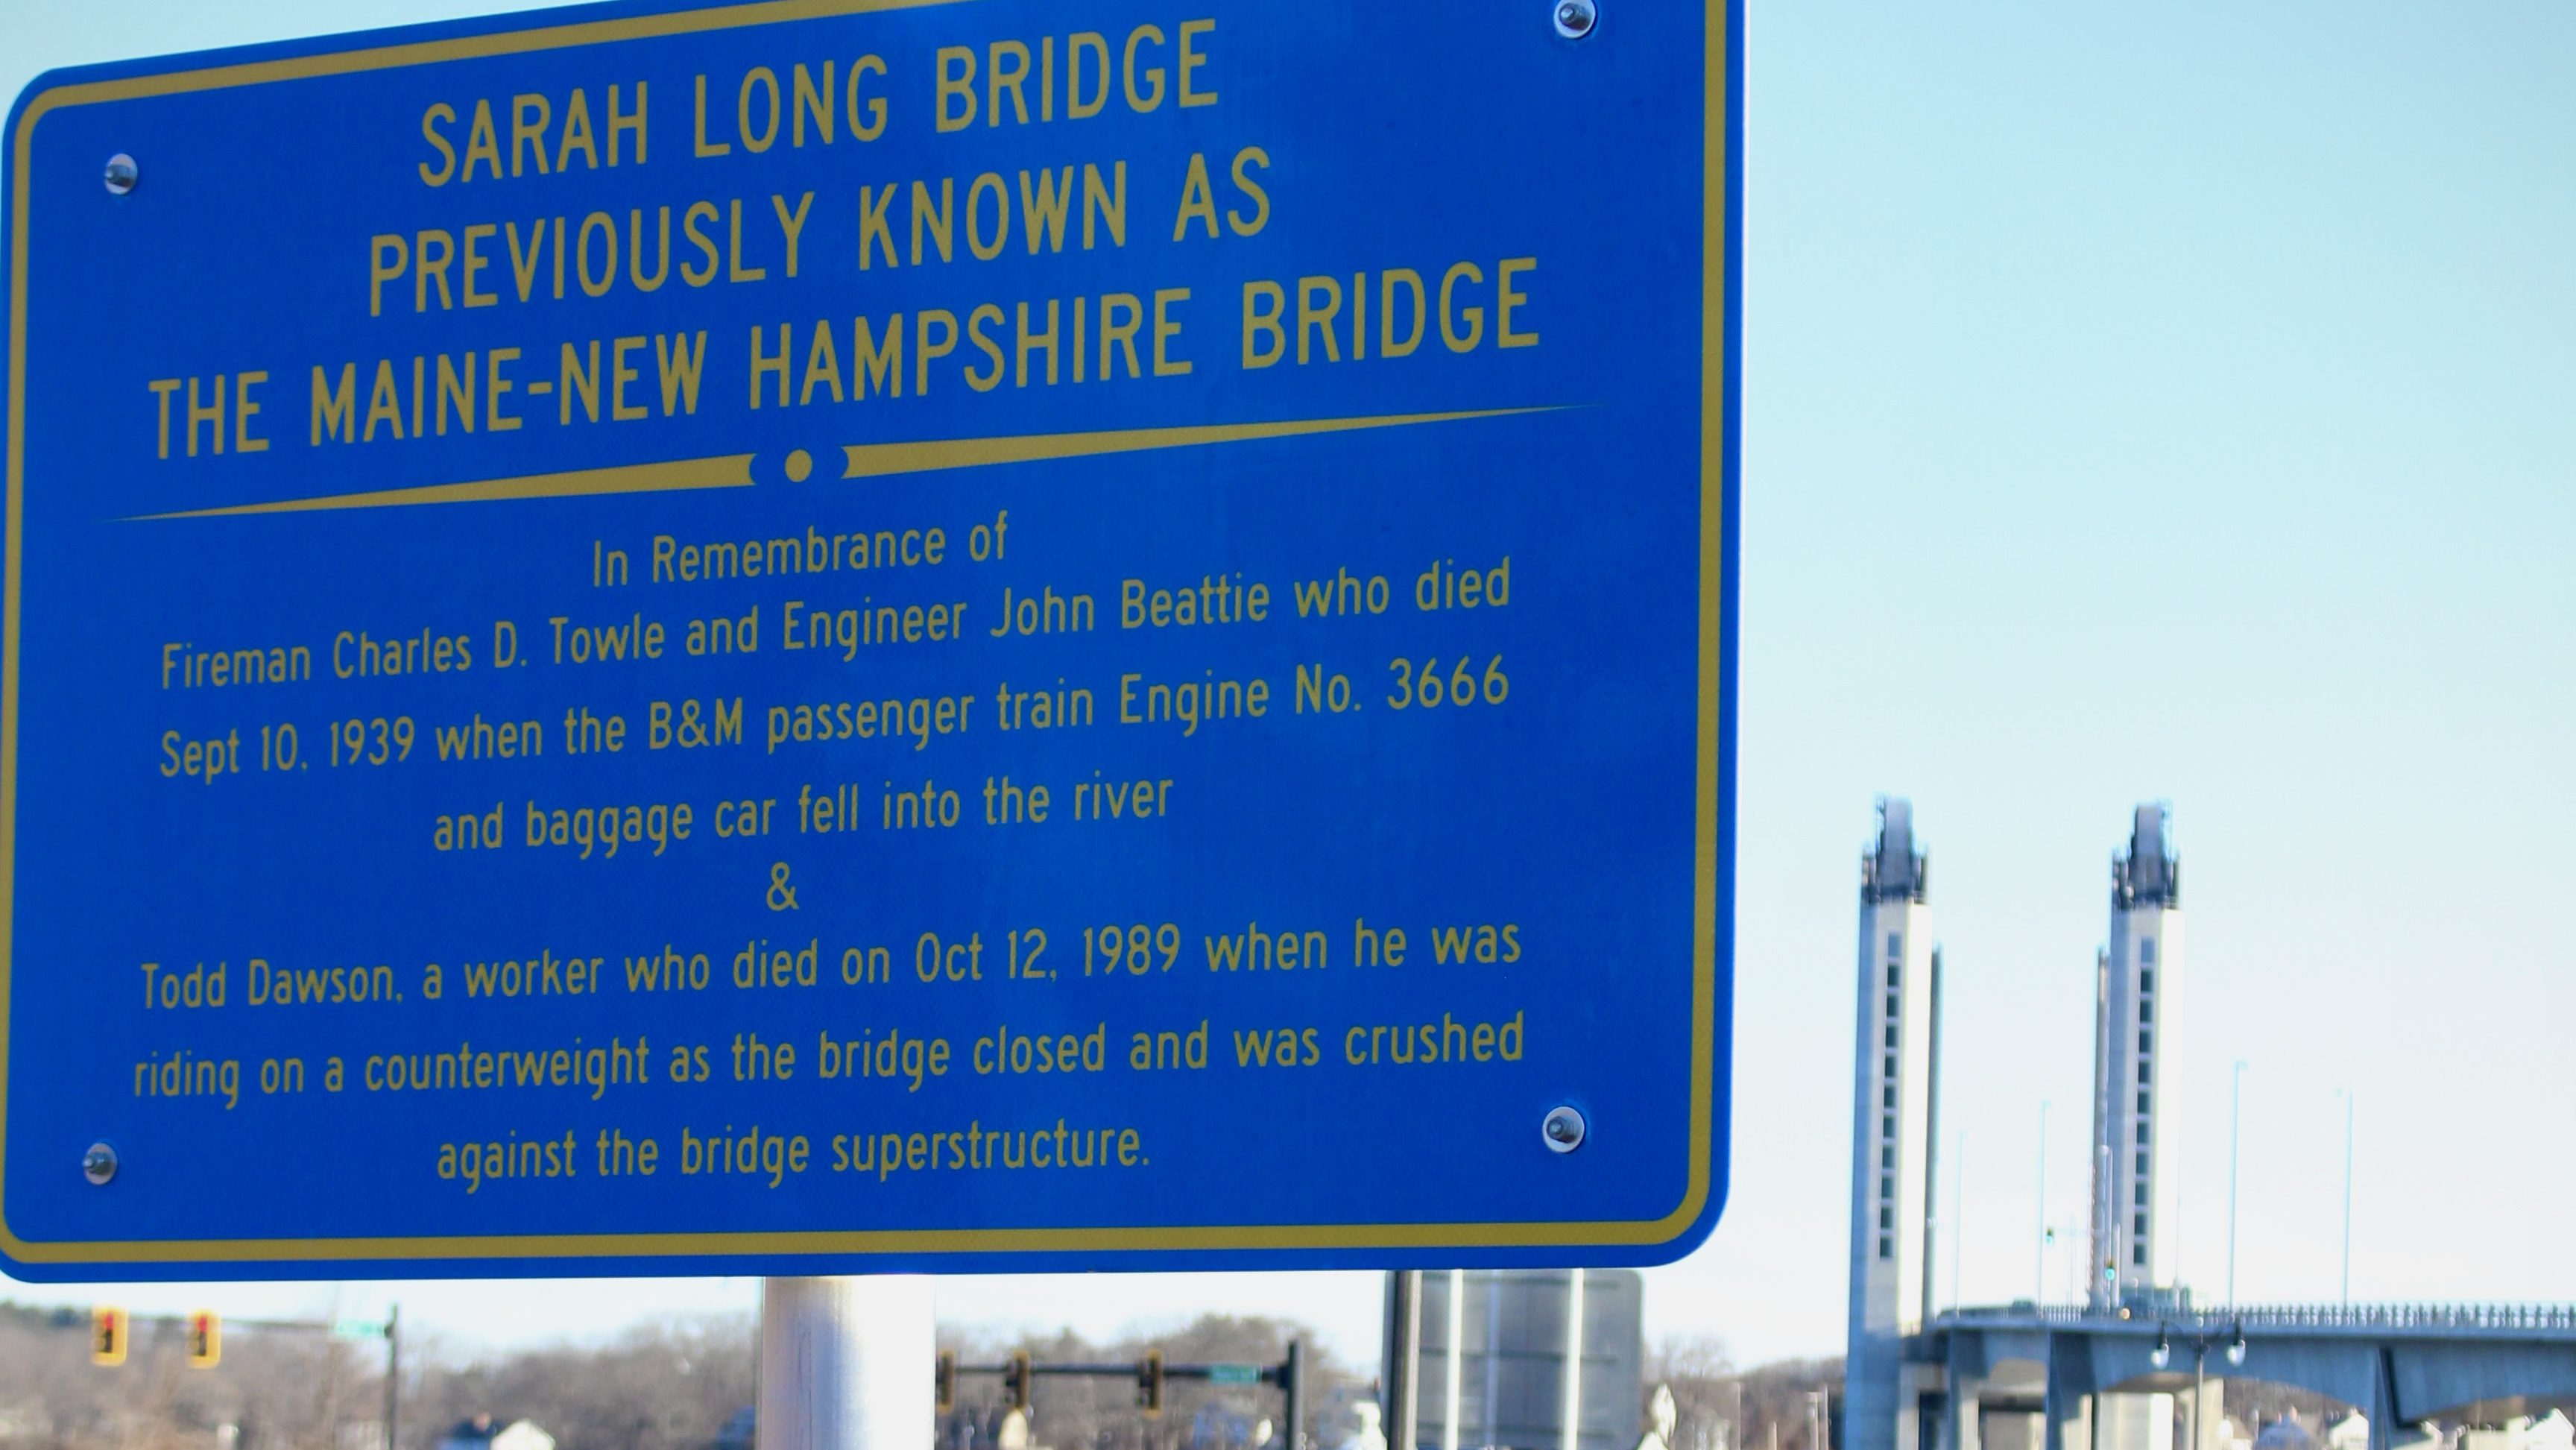 SARAH LONG BRIDGE
PREVIOUSLY KNOWN AS
THE MAINE-NEW HAMPSHIRE BRIDGE
In Remembrance of
Fireman Charles D. Towle and Engineer John Beattie who died
Sept 10, 1939 when the B&M passenger train Engine No. 3666
and baggage car fell into the river
&
Todd Dawson, a worker who died on Oct 12, 1989 when he was
riding on a counterweight as the bridge closed and was crushed
against the bridge superstructure.